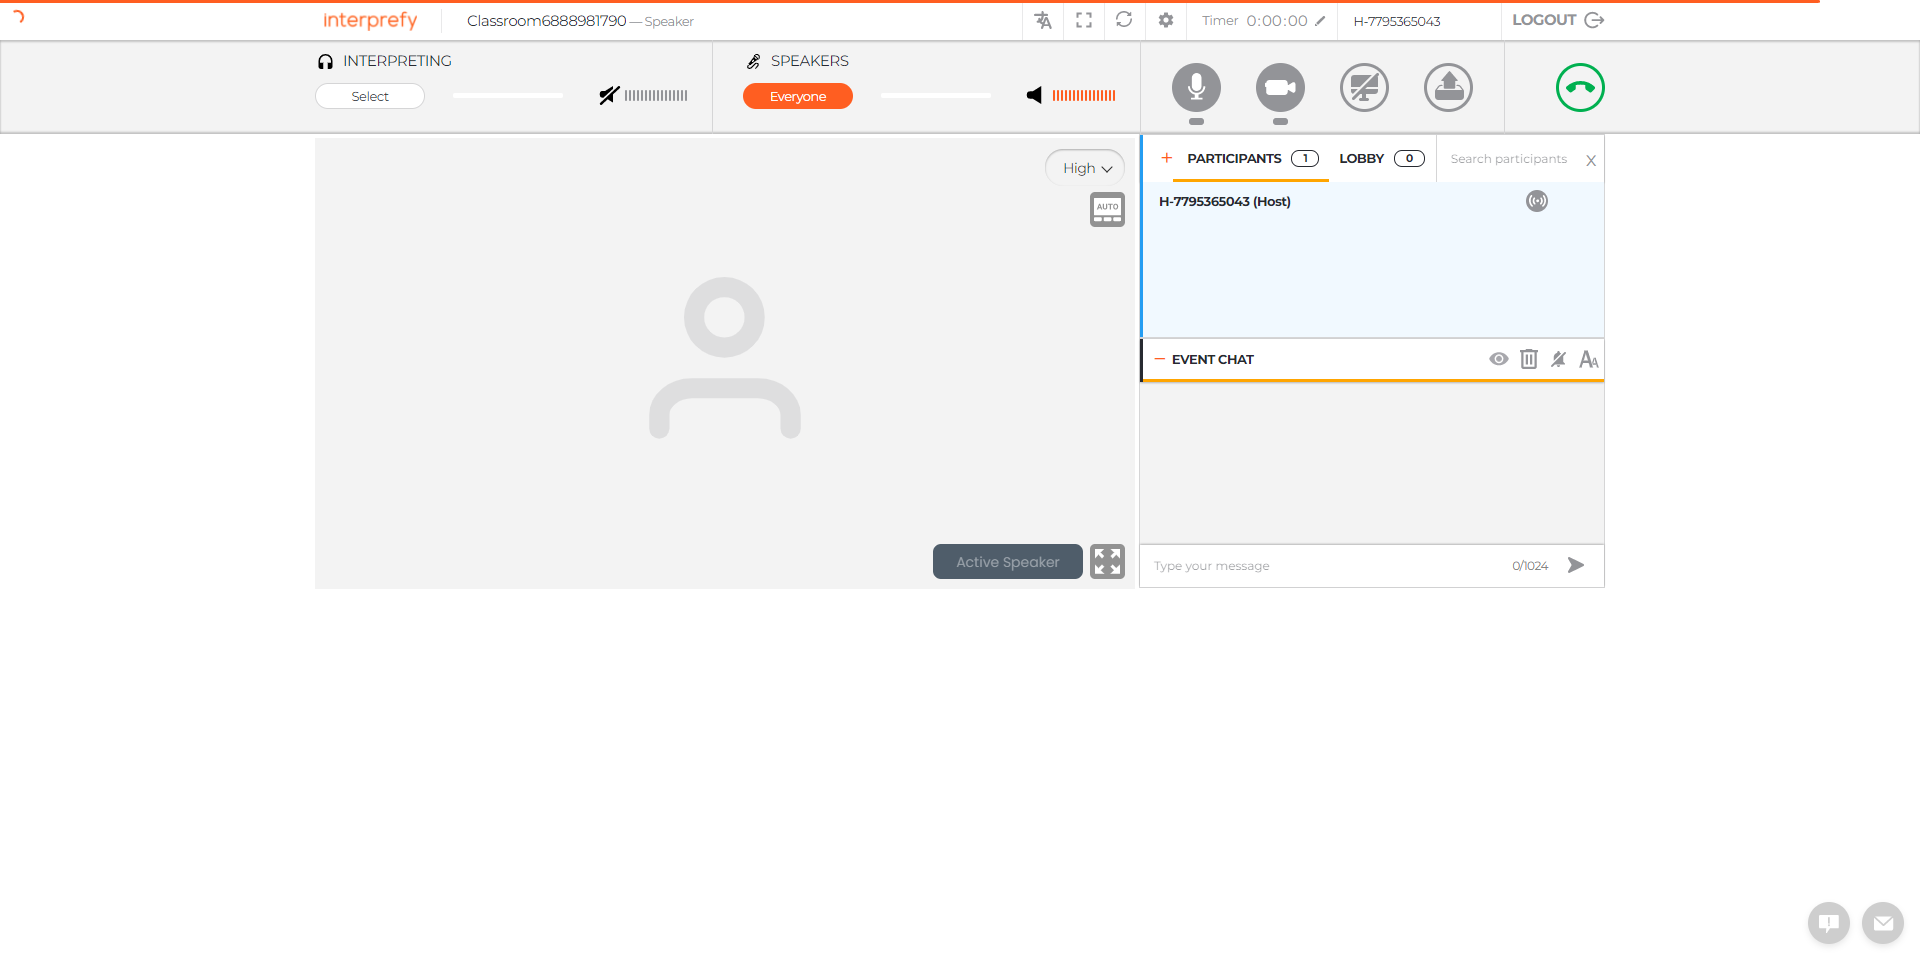 interprefy
Classroom6888981790 — Speaker
Timer 0:00:00
H-7795365043
LOGOUT
INTERPRETING
Select
SPEAKERS
Everyone
High
AUTO
Active Speaker
+ PARTICIPANTS 1
LOBBY 0
Search participants X
H-7795365043 (Host)
− EVENT CHAT
AA
Type your message
0/1024